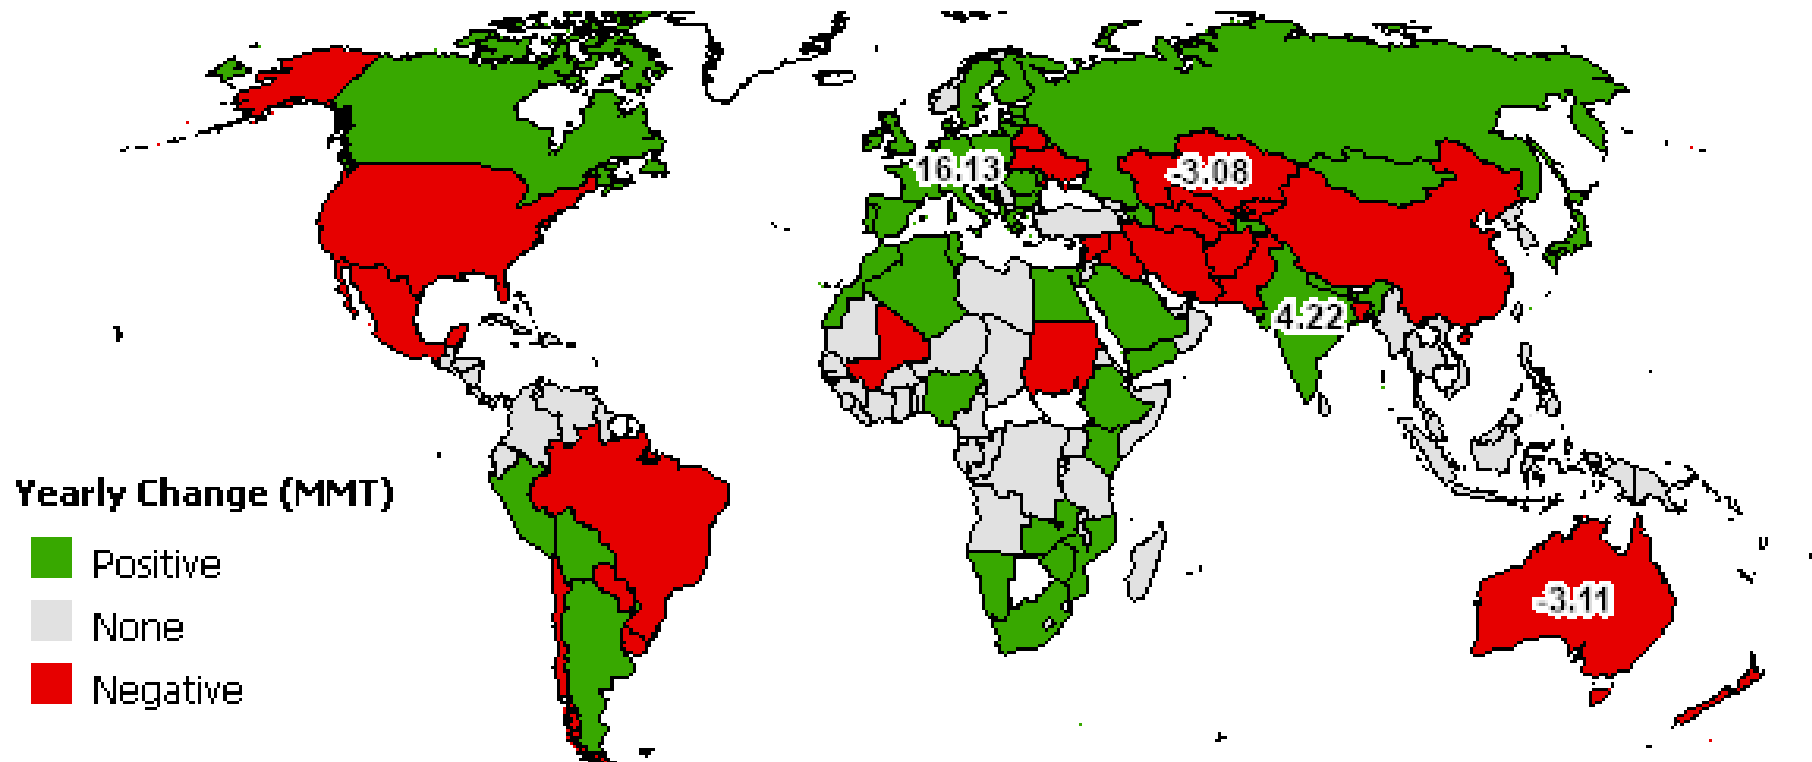 16.13
-3.08
4.22
Yearly Change (MMT)
Positive
None
Negative
-3.11